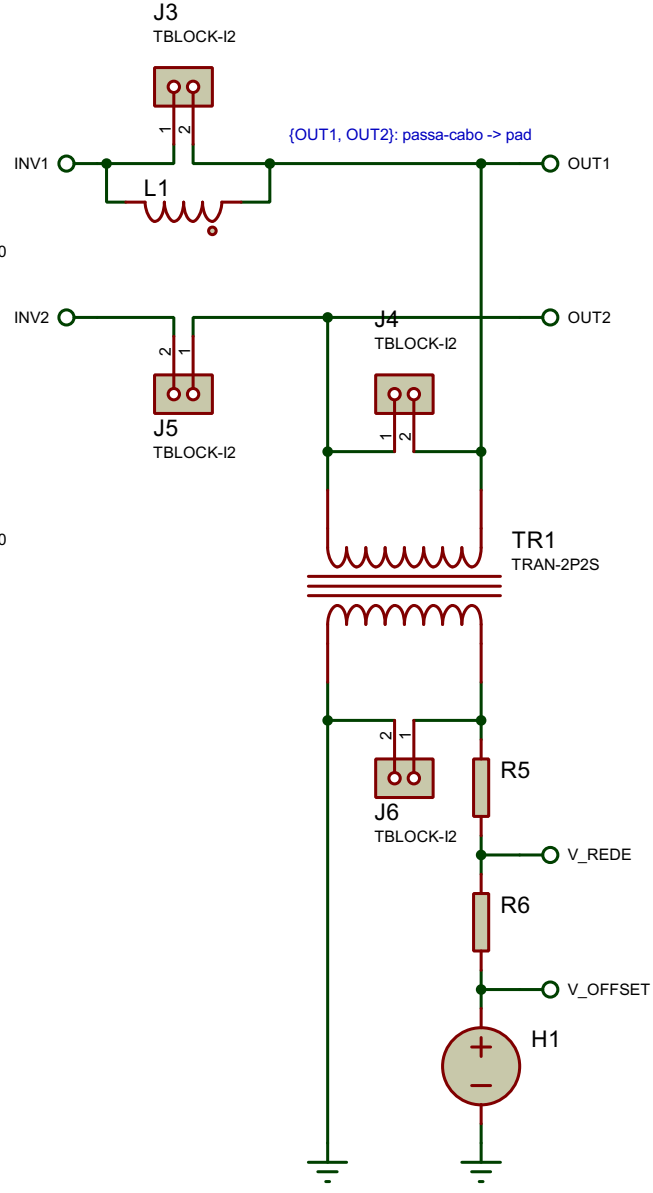 J3
TBLOCK-I2
1
2
{OUT1, OUT2}: passa-cabo -> pad
INV1
OUT1
L1
0
INV2
OUT2
J4
TBLOCK-I2
2
1
J5
TBLOCK-I2
1
2
0
TR1
TRAN-2P2S
2
1
R5
J6
TBLOCK-I2
V_REDE
R6
V_OFFSET
H1
+
−